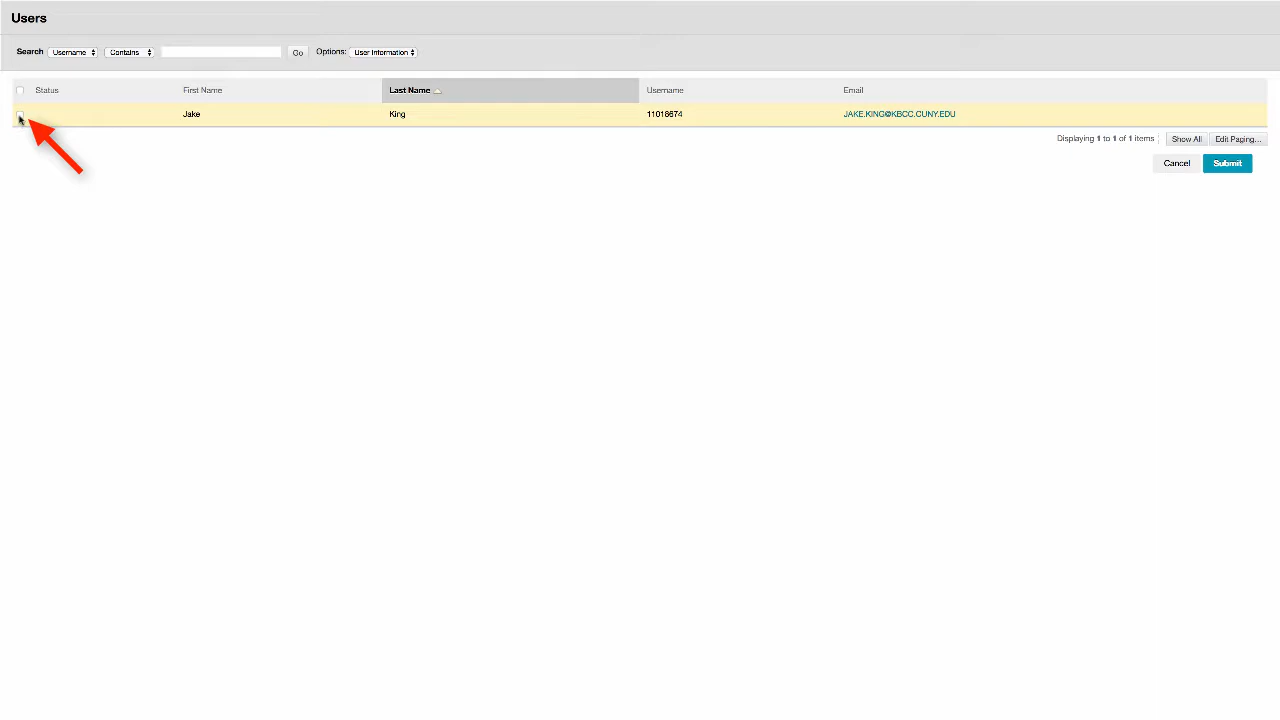 Users
Search Username Contains Go Options: User Information
Status First Name Last Name Username Email
Jake King 11018674 JAKE.KING@KBCC.CUNY.EDU
Displaying 1 to 1 of 1 items Show All Edit Paging...
Cancel Submit